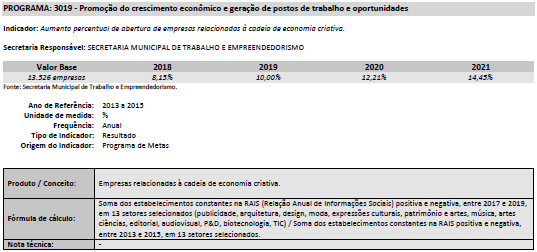 PROGRAMA: 3019 - Promoção do crescimento econômico e geração de postos de trabalho e oportunidades
Indicador: Aumento percentual de abertura de empresas relacionadas à cadeia de economia criativa.
Secretaria Responsável: SECRETARIA MUNICIPAL DE TRABALHO E EMPREENDEDORISMO
Valor Base 2018 2019 2020 2021
13.526 empresas 8,15% 10,00% 12,21% 14,45%
Fonte: Secretaria Municipal de Trabalho e Empreendedorismo.
Ano de Referência: 2013 a 2015
Unidade de medida: %
Frequência: Anual
Tipo de Indicador: Resultado
Origem do Indicador: Programa de Metas
Produto / Conceito: Empresas relacionadas à cadeia de economia criativa.
Fórmula de cálculo: Soma dos estabelecimentos constantes na RAIS (Relação Anual de Informações Sociais) positiva e negativa, entre 2017 e 2019,
em 13 setores selecionados (publicidade, arquitetura, design, moda, expressões culturais, patrimônio e artes, música, artes
ciências, editorial, audiovisual, P&D, biotecnologia, TIC) / Soma dos estabelecimentos constantes na RAIS positiva e negativa,
entre 2013 e 2015, em 13 setores selecionados.
Nota técnica: -